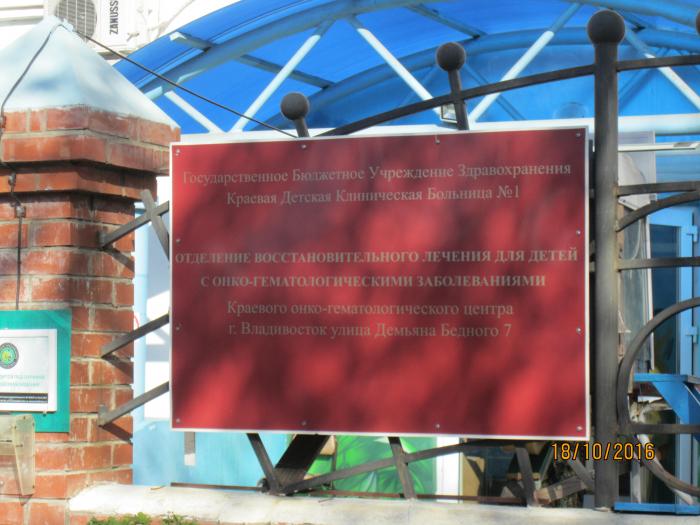 ZANUSSI
Государственное Бюджетное Учреждение Здравохранения
Краевая Детская Клиническая Больница №1
ОТДЕЛЕНИЕ ВОССТАНОВИТЕЛЬНОГО ЛЕЧЕНИЯ ДЛЯ ДЕТЕЙ
С ОНКО-ГЕМАТОЛОГИЧЕСКИМИ ЗАБОЛЕВАНИЯМИ
Краевого онко-гематологического центра
г. Владивосток улица Демьяна Бедного 7
18/10/2016